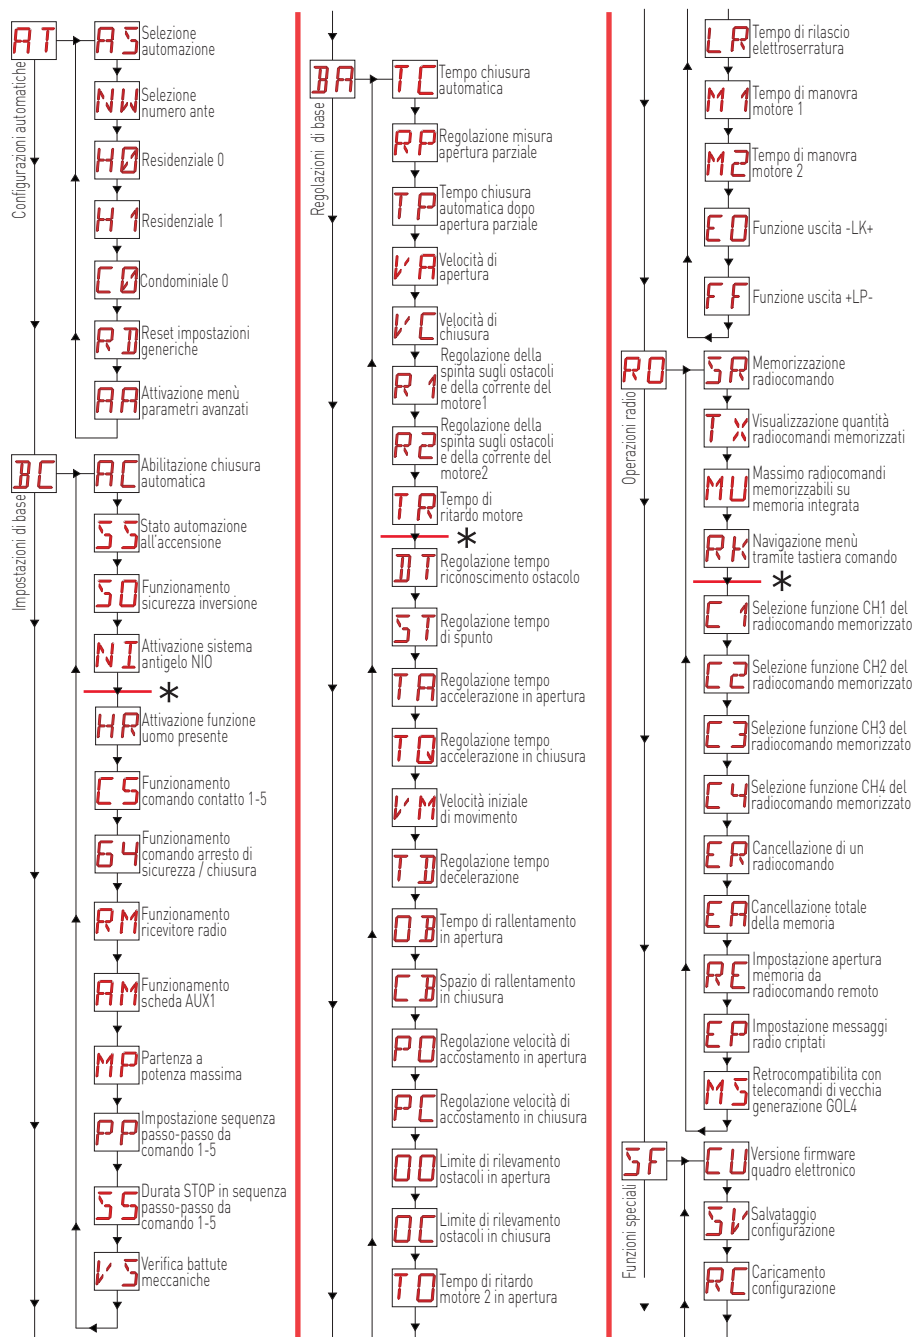 AT
Configurazioni automatiche
AS
Selezione
automazione
NW
Selezione
numero ante
H0
Residenziale 0
H1
Residenziale 1
C0
Condominiale 0
RD
Reset impostazioni
generiche
AA
Attivazione menù
parametri avanzati
BC
Impostazioni di base
AC
Abilitazione chiusura
automatica
SS
Stato automazione
all'accensione
SO
Funzionamento
sicurezza inversione
NI
Attivazione sistema
antigelo NIO
*
HR
Attivazione funzione
uomo presente
C5
Funzionamento
comando contatto 1-5
64
Funzionamento
comando arresto di
sicurezza / chiusura
RM
Funzionamento
ricevitore radio
AM
Funzionamento
scheda AUX1
MP
Partenza a
potenza massima
PP
Impostazione sequenza
passo-passo da
comando 1-5
S5
Durata STOP in sequenza
passo-passo da
comando 1-5
VS
Verifica battute
meccaniche
BA
Regolazioni di base
TC
Tempo chiusura
automatica
RP
Regolazione misura
apertura parziale
TP
Tempo chiusura
automatica dopo
apertura parziale
VA
Velocità di
apertura
VC
Velocità di
chiusura
R1
Regolazione della
spinta sugli ostacoli
e della corrente del
motore1
R2
Regolazione della
spinta sugli ostacoli
e della corrente del
motore2
TR
Tempo di
ritardo motore
*
DT
Regolazione tempo
riconoscimento ostacolo
ST
Regolazione tempo
di spunto
TA
Regolazione tempo
accelerazione in apertura
TQ
Regolazione tempo
accelerazione in chiusura
VM
Velocità iniziale
di movimento
TD
Regolazione tempo
decelerazione
OB
Tempo di rallentamento
in apertura
CB
Spazio di rallentamento
in chiusura
PO
Regolazione velocità di
accostamento in apertura
PC
Regolazione velocità di
accostamento in chiusura
OO
Limite di rilevamento
ostacoli in apertura
OC
Limite di rilevamento
ostacoli in chiusura
TO
Tempo di ritardo
motore 2 in apertura
LR
Tempo di rilascio
elettroserratura
M1
Tempo di manovra
motore 1
M2
Tempo di manovra
motore 2
EO
Funzione uscita -LK+
FF
Funzione uscita +LP-
RO
Operazioni radio
SR
Memorizzazione
radiocomando
TX
Visualizzazione quantità
radiocomandi memorizzati
MU
Massimo radiocomandi
memorizzabili su
memoria integrata
RK
Navigazione menù
tramite tastiera comando
*
C1
Selezione funzione CH1 del
radiocomando memorizzato
C2
Selezione funzione CH2 del
radiocomando memorizzato
C3
Selezione funzione CH3 del
radiocomando memorizzato
C4
Selezione funzione CH4 del
radiocomando memorizzato
ER
Cancellazione di un
radiocomando
EA
Cancellazione totale
della memoria
RE
Impostazione apertura
memoria da
radiocomando remoto
EP
Impostazione messaggi
radio criptati
MS
Retrocompatibilita con
telecomandi di vecchia
generazione GOL4
SF
Funzioni speciali
CU
Versione firmware
quadro elettronico
SV
Salvataggio
configurazione
RC
Caricamento
configurazione